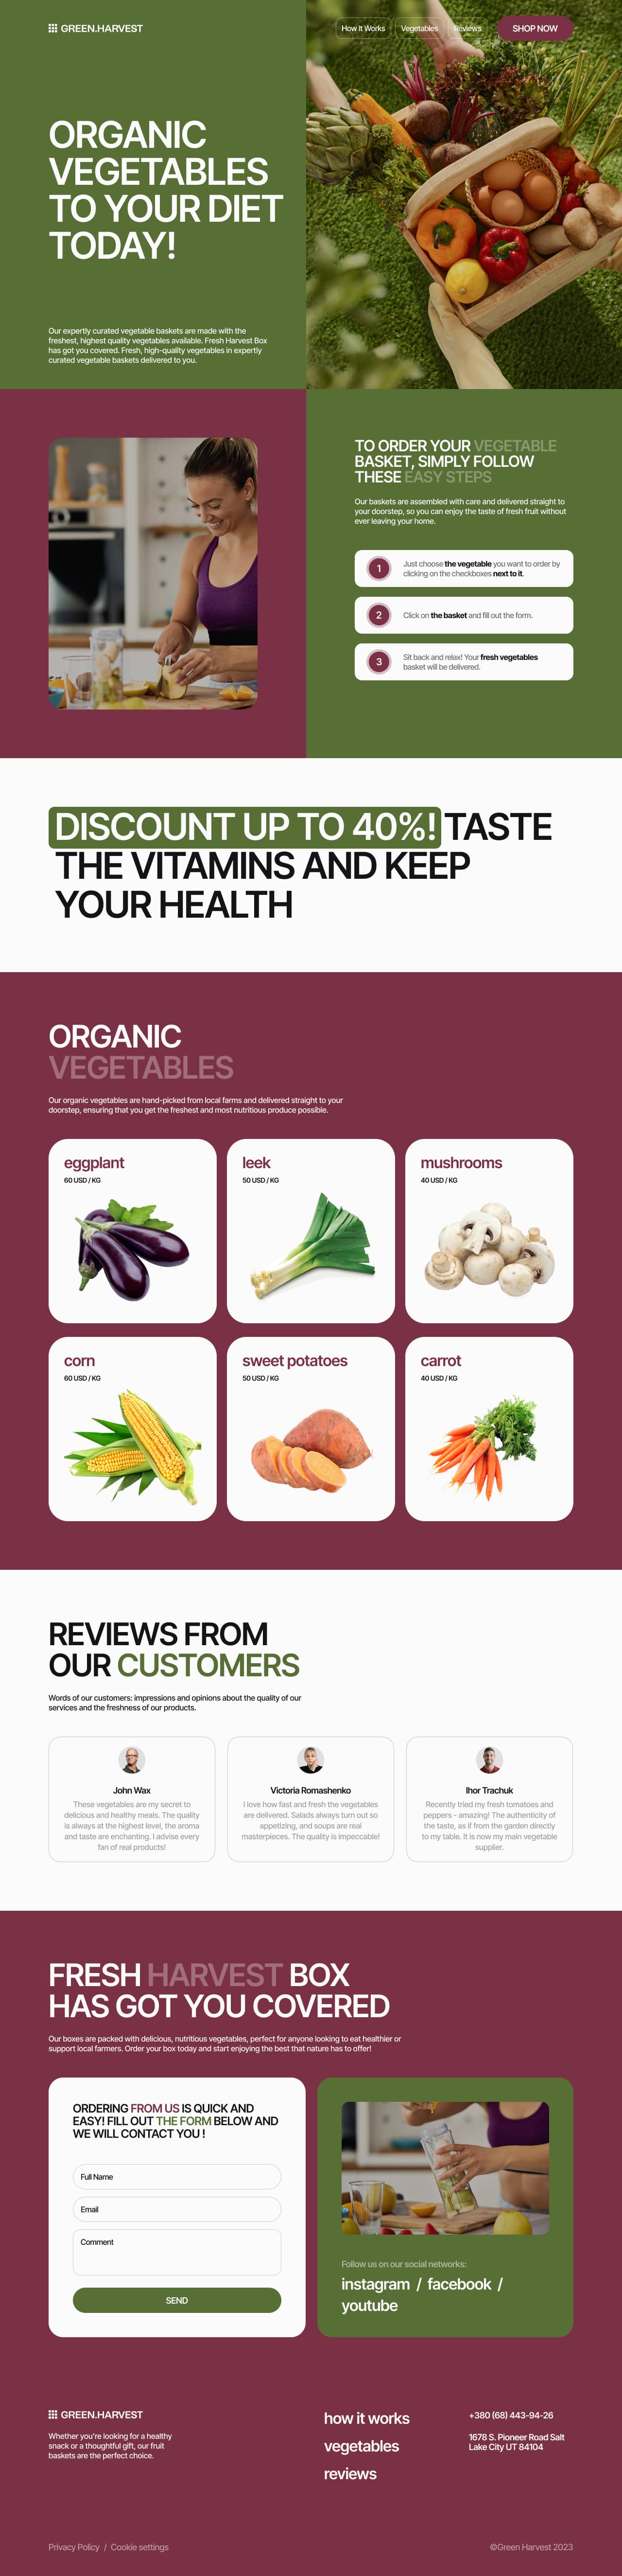 GREEN.HARVEST
How It Works
Vegetables
Reviews
SHOP NOW
ORGANIC
VEGETABLES
TO YOUR DIET
TODAY!
Our expertly curated vegetable baskets are made with the
freshest, highest quality vegetables available. Fresh Harvest Box
has got you covered. Fresh, high-quality vegetables in expertly
curated vegetable baskets delivered to you.
TO ORDER YOUR VEGETABLE
BASKET, SIMPLY FOLLOW
THESE EASY STEPS
Our baskets are assembled with care and delivered straight to
your doorstep, so you can enjoy the taste of fresh fruit without
ever leaving your home.
1
Just choose the vegetable you want to order by
clicking on the checkboxes next to it.
2
Click on the basket and fill out the form.
3
Sit back and relax! Your fresh vegetables
basket will be delivered.
DISCOUNT UP TO 40%! TASTE
THE VITAMINS AND KEEP
YOUR HEALTH
ORGANIC
VEGETABLES
Our organic vegetables are hand-picked from local farms and delivered straight to your
doorstep, ensuring that you get the freshest and most nutritious produce possible.
eggplant
60 USD / KG
leek
50 USD / KG
mushrooms
40 USD / KG
corn
60 USD / KG
sweet potatoes
50 USD / KG
carrot
40 USD / KG
REVIEWS FROM
OUR CUSTOMERS
Words of our customers: impressions and opinions about the quality of our
services and the freshness of our products.
John Wax
These vegetables are my secret to
delicious and healthy meals. The quality
is always at the highest level, the aroma
and taste are enchanting. I advise every
fan of real products!
Victoria Romashenko
I love how fast and fresh the vegetables
are delivered. Salads always turn out so
appetizing, and soups are real
masterpieces. The quality is impeccable!
Ihor Trachuk
Recently tried my fresh tomatoes and
peppers - amazing! The authenticity of
the taste, as if from the garden directly
to my table. It is now my main vegetable
supplier.
FRESH HARVEST BOX
HAS GOT YOU COVERED
Our boxes are packed with delicious, nutritious vegetables, perfect for anyone looking to eat healthier or
support local farmers. Order your box today and start enjoying the best that nature has to offer!
ORDERING FROM US IS QUICK AND
EASY! FILL OUT THE FORM BELOW AND
WE WILL CONTACT YOU !
Full Name
Email
Comment
SEND
Follow us on our social networks:
instagram / facebook /
youtube
GREEN.HARVEST
Whether you're looking for a healthy
snack or a thoughtful gift, our fruit
baskets are the perfect choice.
how it works
vegetables
reviews
+380 (68) 443-94-26
1678 S. Pioneer Road Salt
Lake City UT 84104
Privacy Policy / Cookie settings
©Green Harvest 2023